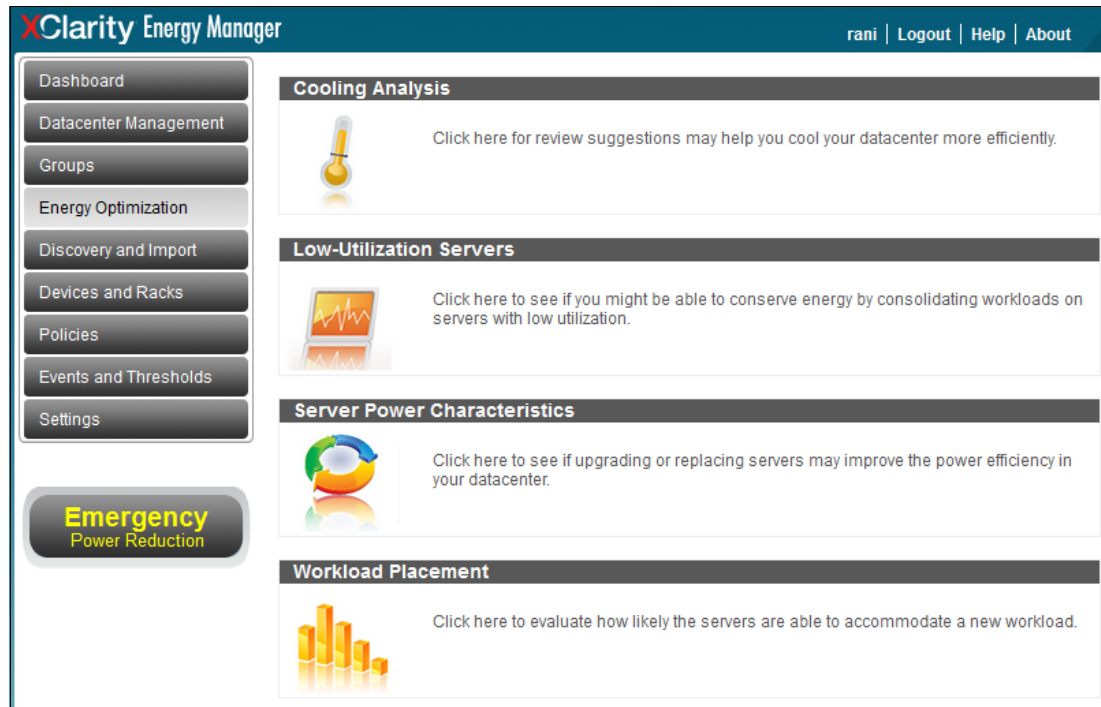 XClarity Energy Manager
rani | Logout | Help | About
Dashboard
Datacenter Management
Groups
Energy Optimization
Discovery and Import
Devices and Racks
Policies
Events and Thresholds
Settings
Emergency
Power Reduction
Cooling Analysis
Click here for review suggestions may help you cool your datacenter more efficiently.
Low-Utilization Servers
Click here to see if you might be able to conserve energy by consolidating workloads on
servers with low utilization.
Server Power Characteristics
Click here to see if upgrading or replacing servers may improve the power efficiency in
your datacenter.
Workload Placement
Click here to evaluate how likely the servers are able to accommodate a new workload.